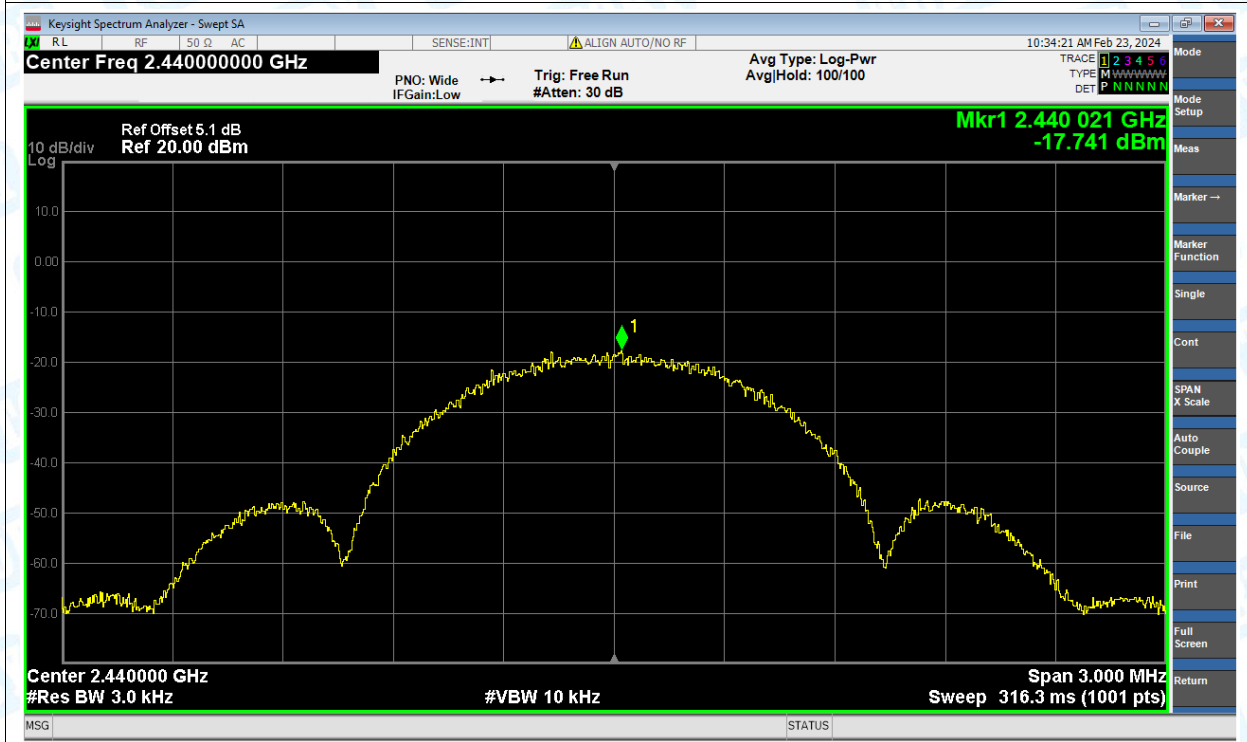 Keysight Spectrum Analyzer - Swept SA
LXI RL RF 50 Ω AC SENSE:INT ALIGN AUTO/NO RF 10:34:21 AM Feb 23, 2024
Center Freq 2.440000000 GHz
PNO: Wide
IFGain:Low
Trig: Free Run
#Atten: 30 dB
Avg Type: Log-Pwr
Avg|Hold: 100/100
TRACE 1 2 3 4 5 6
TYPE M WWWWW
DET P N N N N N
Ref Offset 5.1 dB
Ref 20.00 dBm
10 dB/div
Log
Mkr1 2.440 021 GHz
-17.741 dBm
10.0
0.00
-10.0
-20.0
-30.0
-40.0
-50.0
-60.0
-70.0
1
Center 2.440000 GHz
#Res BW 3.0 kHz
#VBW 10 kHz
Span 3.000 MHz
Sweep 316.3 ms (1001 pts)
MSG
STATUS
Mode
Mode
Setup
Meas
Marker →
Marker
Function
Single
Cont
SPAN
X Scale
Auto
Couple
Source
File
Print
Full
Screen
Return